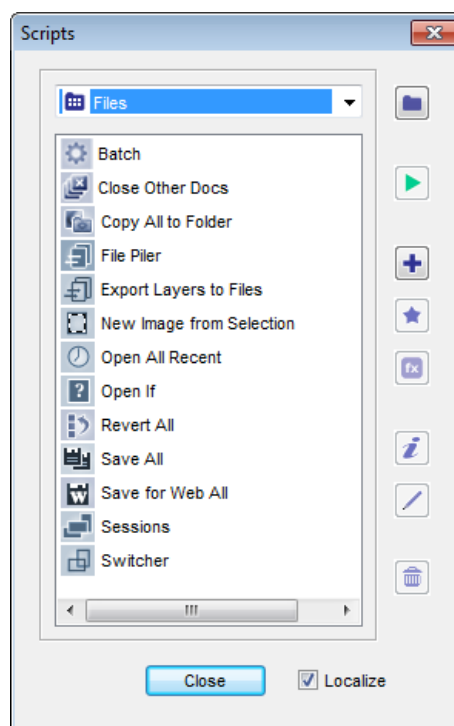 Scripts
Files
Batch
Close Other Docs
Copy All to Folder
File Piler
Export Layers to Files
New Image from Selection
Open All Recent
? Open If
Revert All
Save All
W Save for Web All
Sessions
Switcher
fx
i
Close
Localize